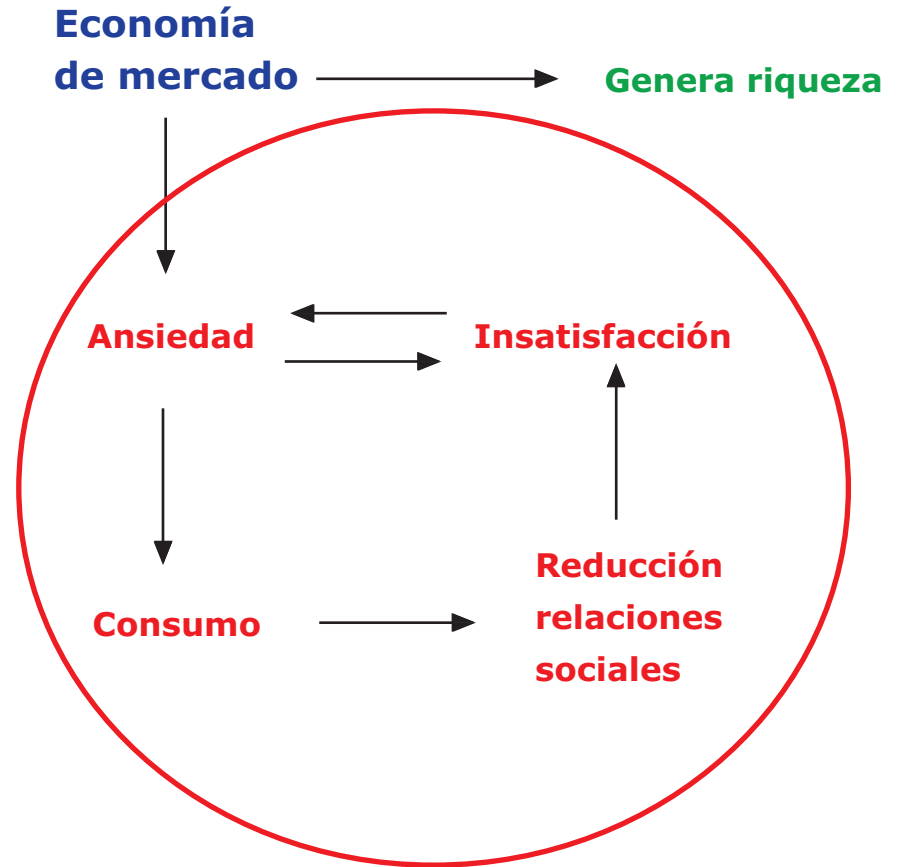 Economía
de mercado
Genera riqueza
Ansiedad
Insatisfacción
Consumo
Reducción
relaciones
sociales